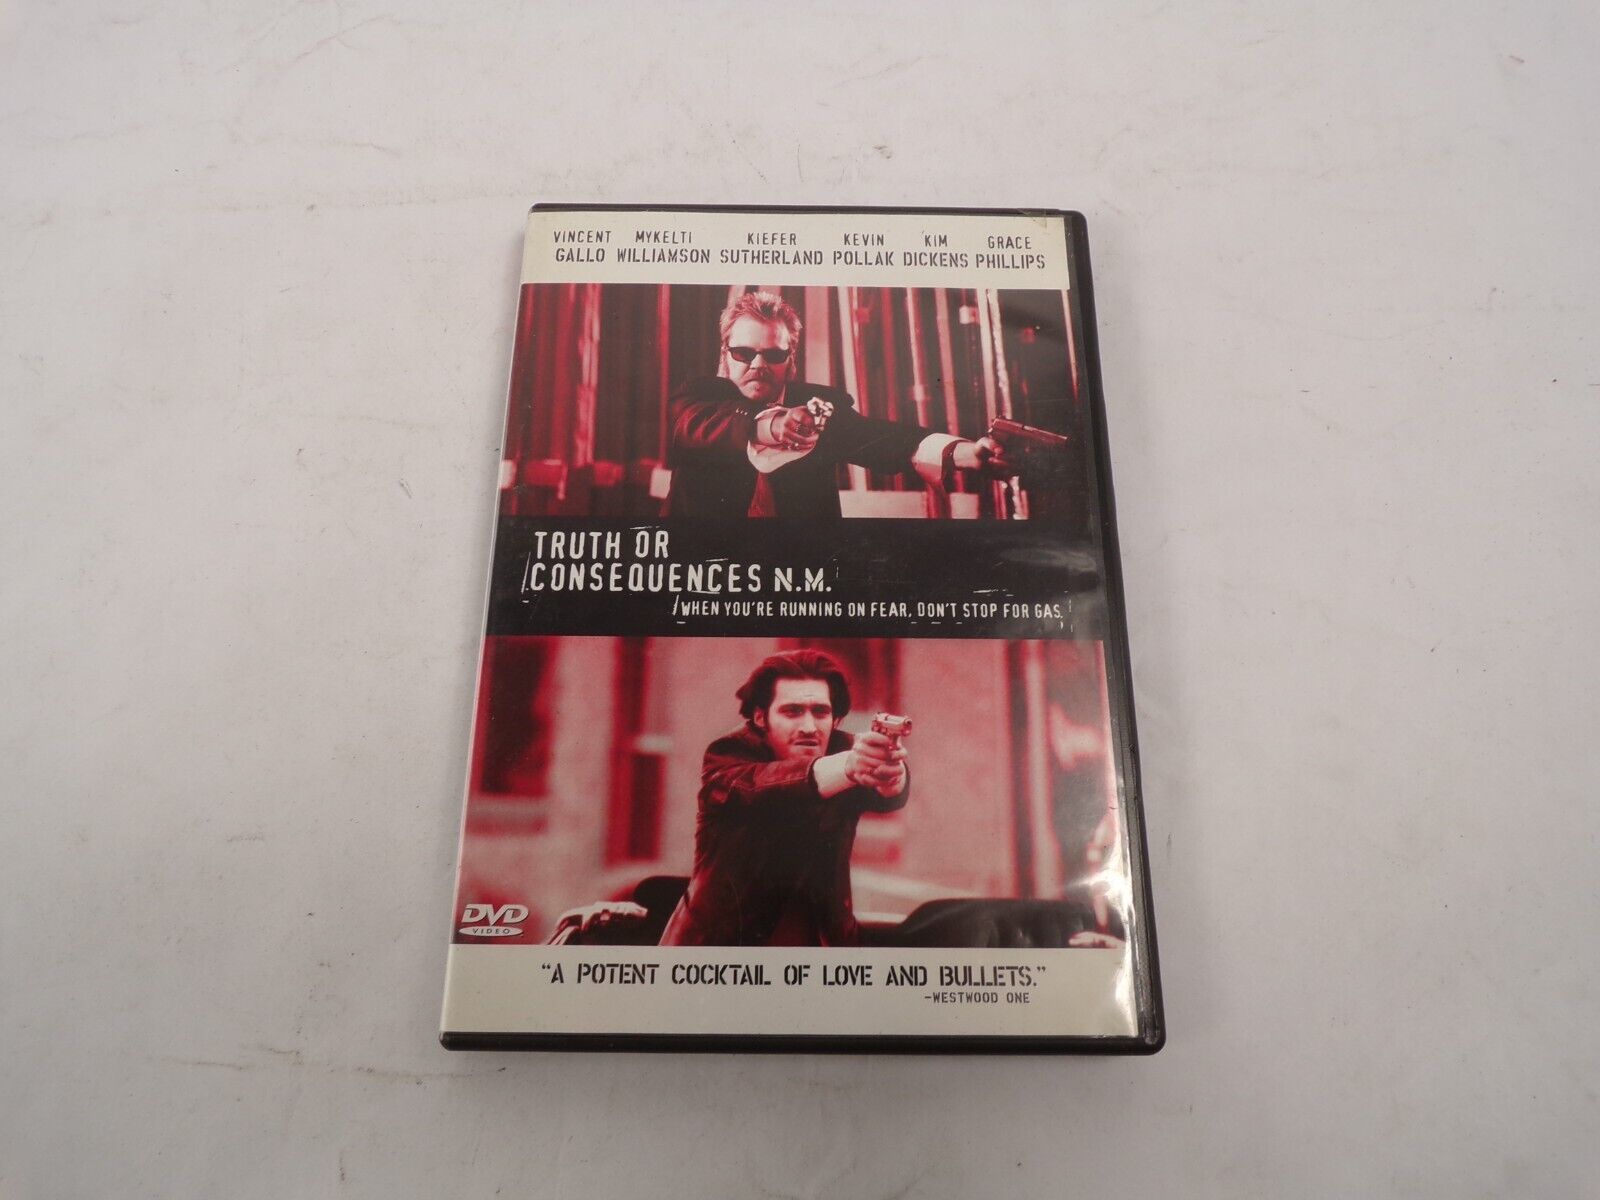 VINCENT MYKELTI KIEFER KEVIN KIM GRACE
GALLO WILLIAMSON SUTHERLAND POLLAK DICKENS PHILLIPS
TRUTH OR
CONSEQUENCES N.M.
WHEN YOU'RE RUNNING ON FEAR, DON'T STOP FOR GAS.
DVD
VIDEO
"A POTENT COCKTAIL OF LOVE AND BULLETS."
-WESTWOOD ONE